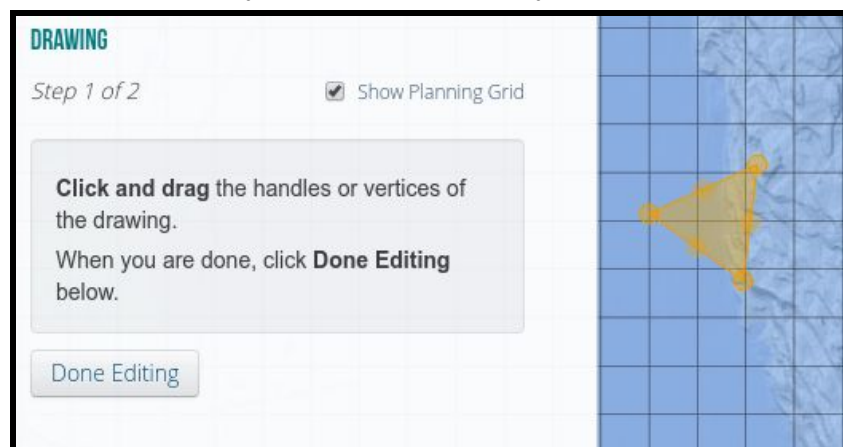 DRAWING
Step 1 of 2
Show Planning Grid
Click and drag the handles or vertices of
the drawing.
When you are done, click Done Editing
below.
Done Editing